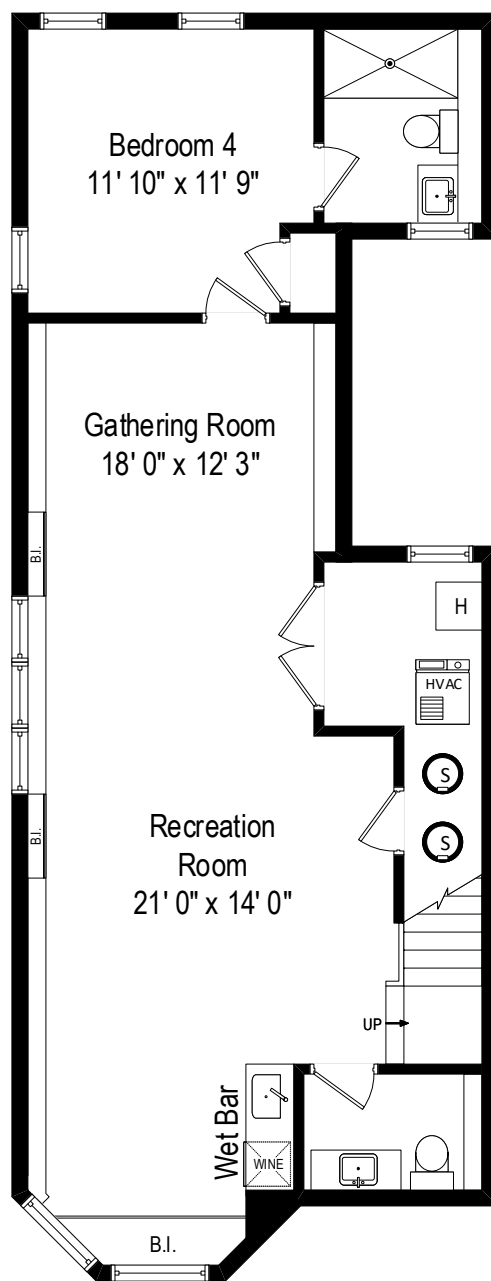 Bedroom 4
11' 10" x 11' 9"
Gathering Room
18' 0" x 12' 3"
B.I.
H
HVAC
S
B.I.
Recreation
Room
21' 0" x 14' 0"
S
UP
Wet Bar
WINE
B.I.